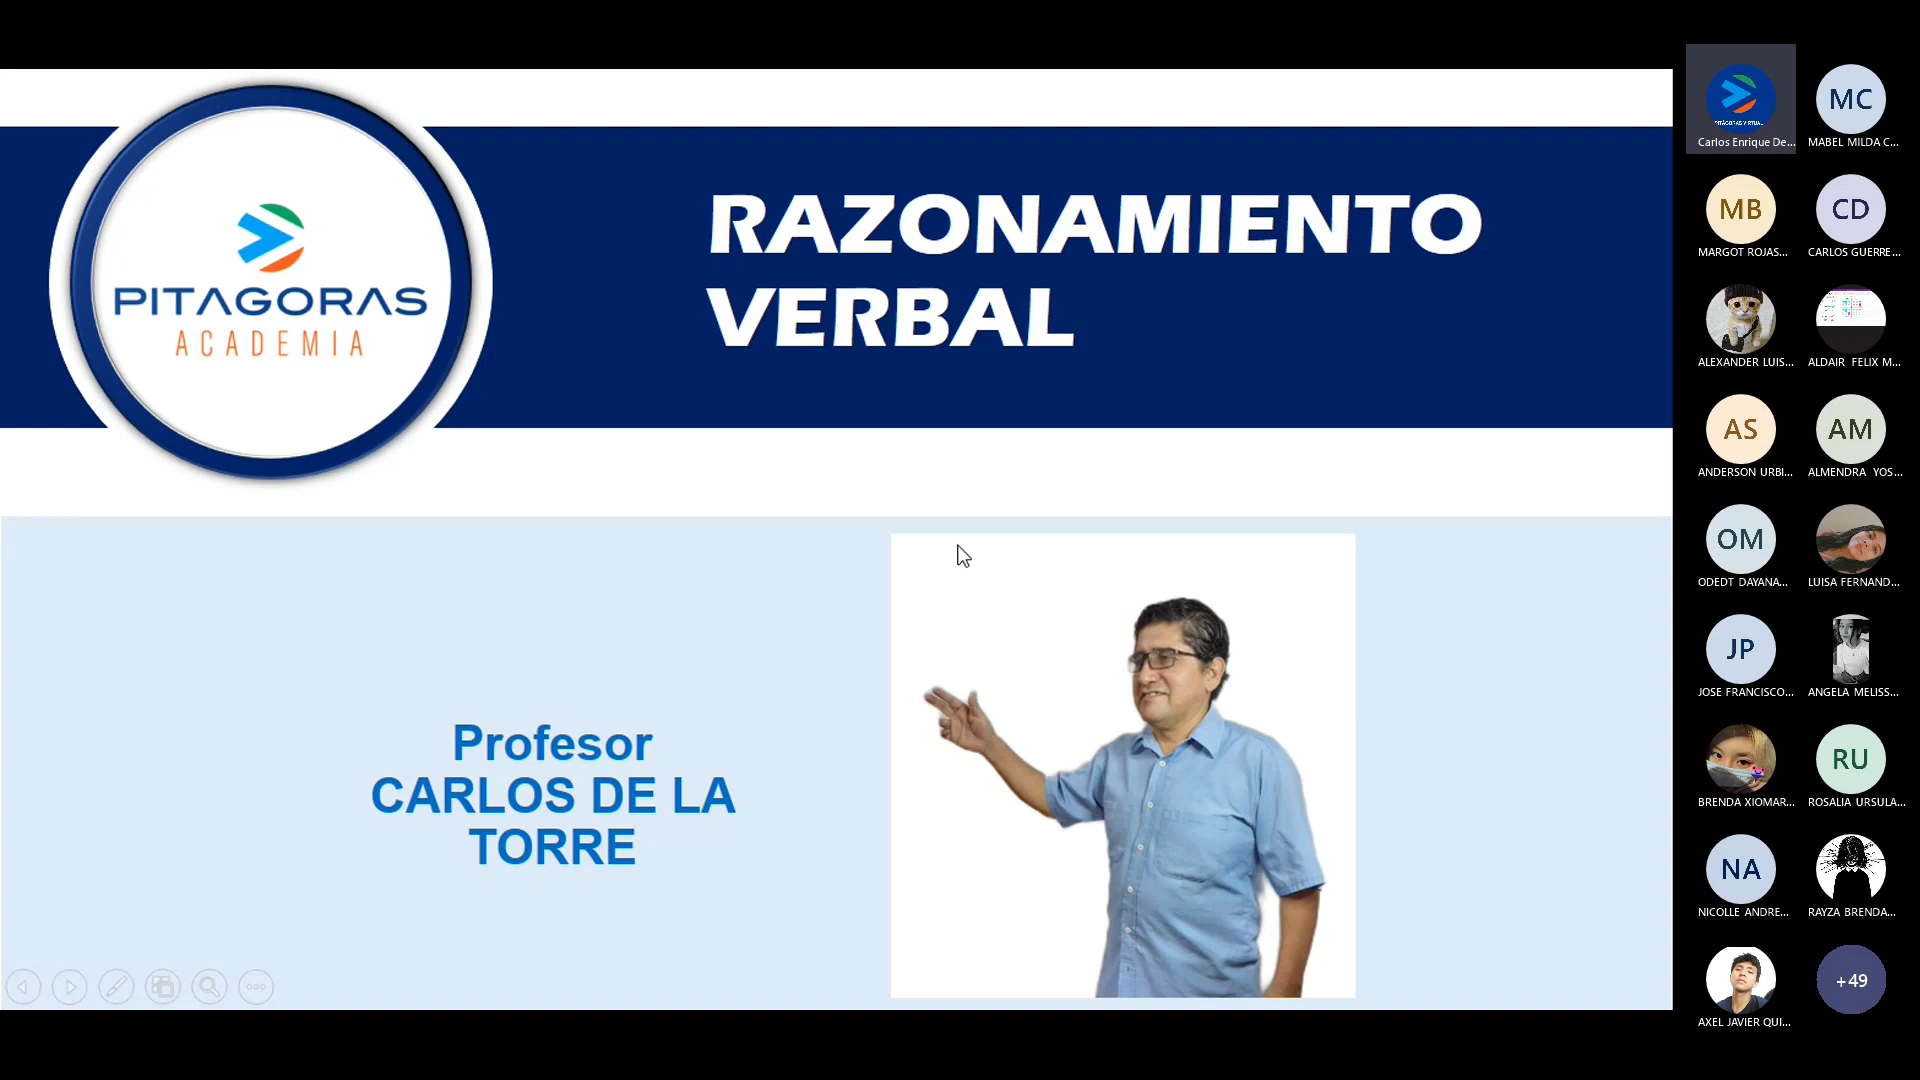 PITAGORAS
ACADEMIA
RAZONAMIENTO
VERBAL
Profesor
CARLOS DE LA
TORRE
PITÁGORAS VIRTUAL
Carlos Enrique De...
MC
MABEL MILDA C...
MB
MARGOT ROJAS...
CD
CARLOS GUERRE...
ALEXANDER LUIS...
ALDAIR FELIX M...
AS
ANDERSON URBI...
AM
ALMENDRA YOS...
OM
ODEDT DAYANA...
LUISA FERNAND...
JP
JOSE FRANCISCO...
ANGELA MELISS...
BRENDA XIOMAR...
RU
ROSALIA URSULA...
NA
NICOLLE ANDRE...
RAYZA BRENDA...
AXEL JAVIER QUI...
+49